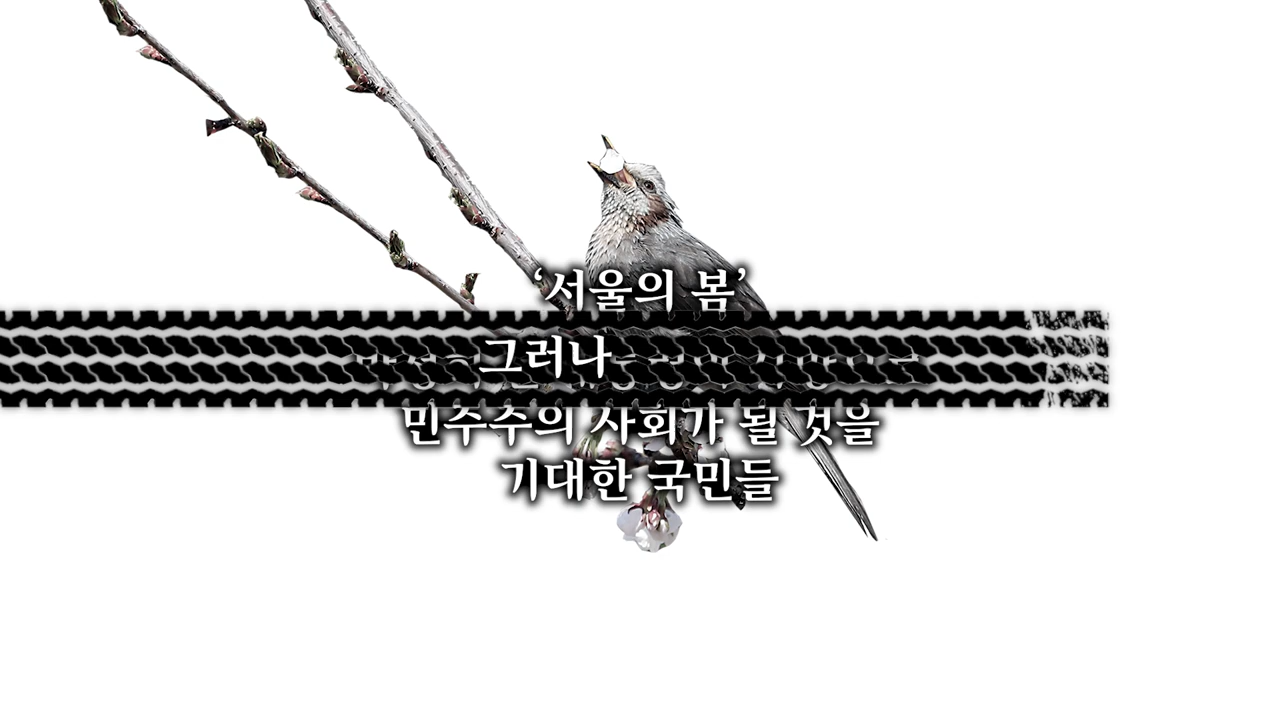 ‘서울의 봄’
그러나
민주주의 사회가 될 것을
기대한 국민들